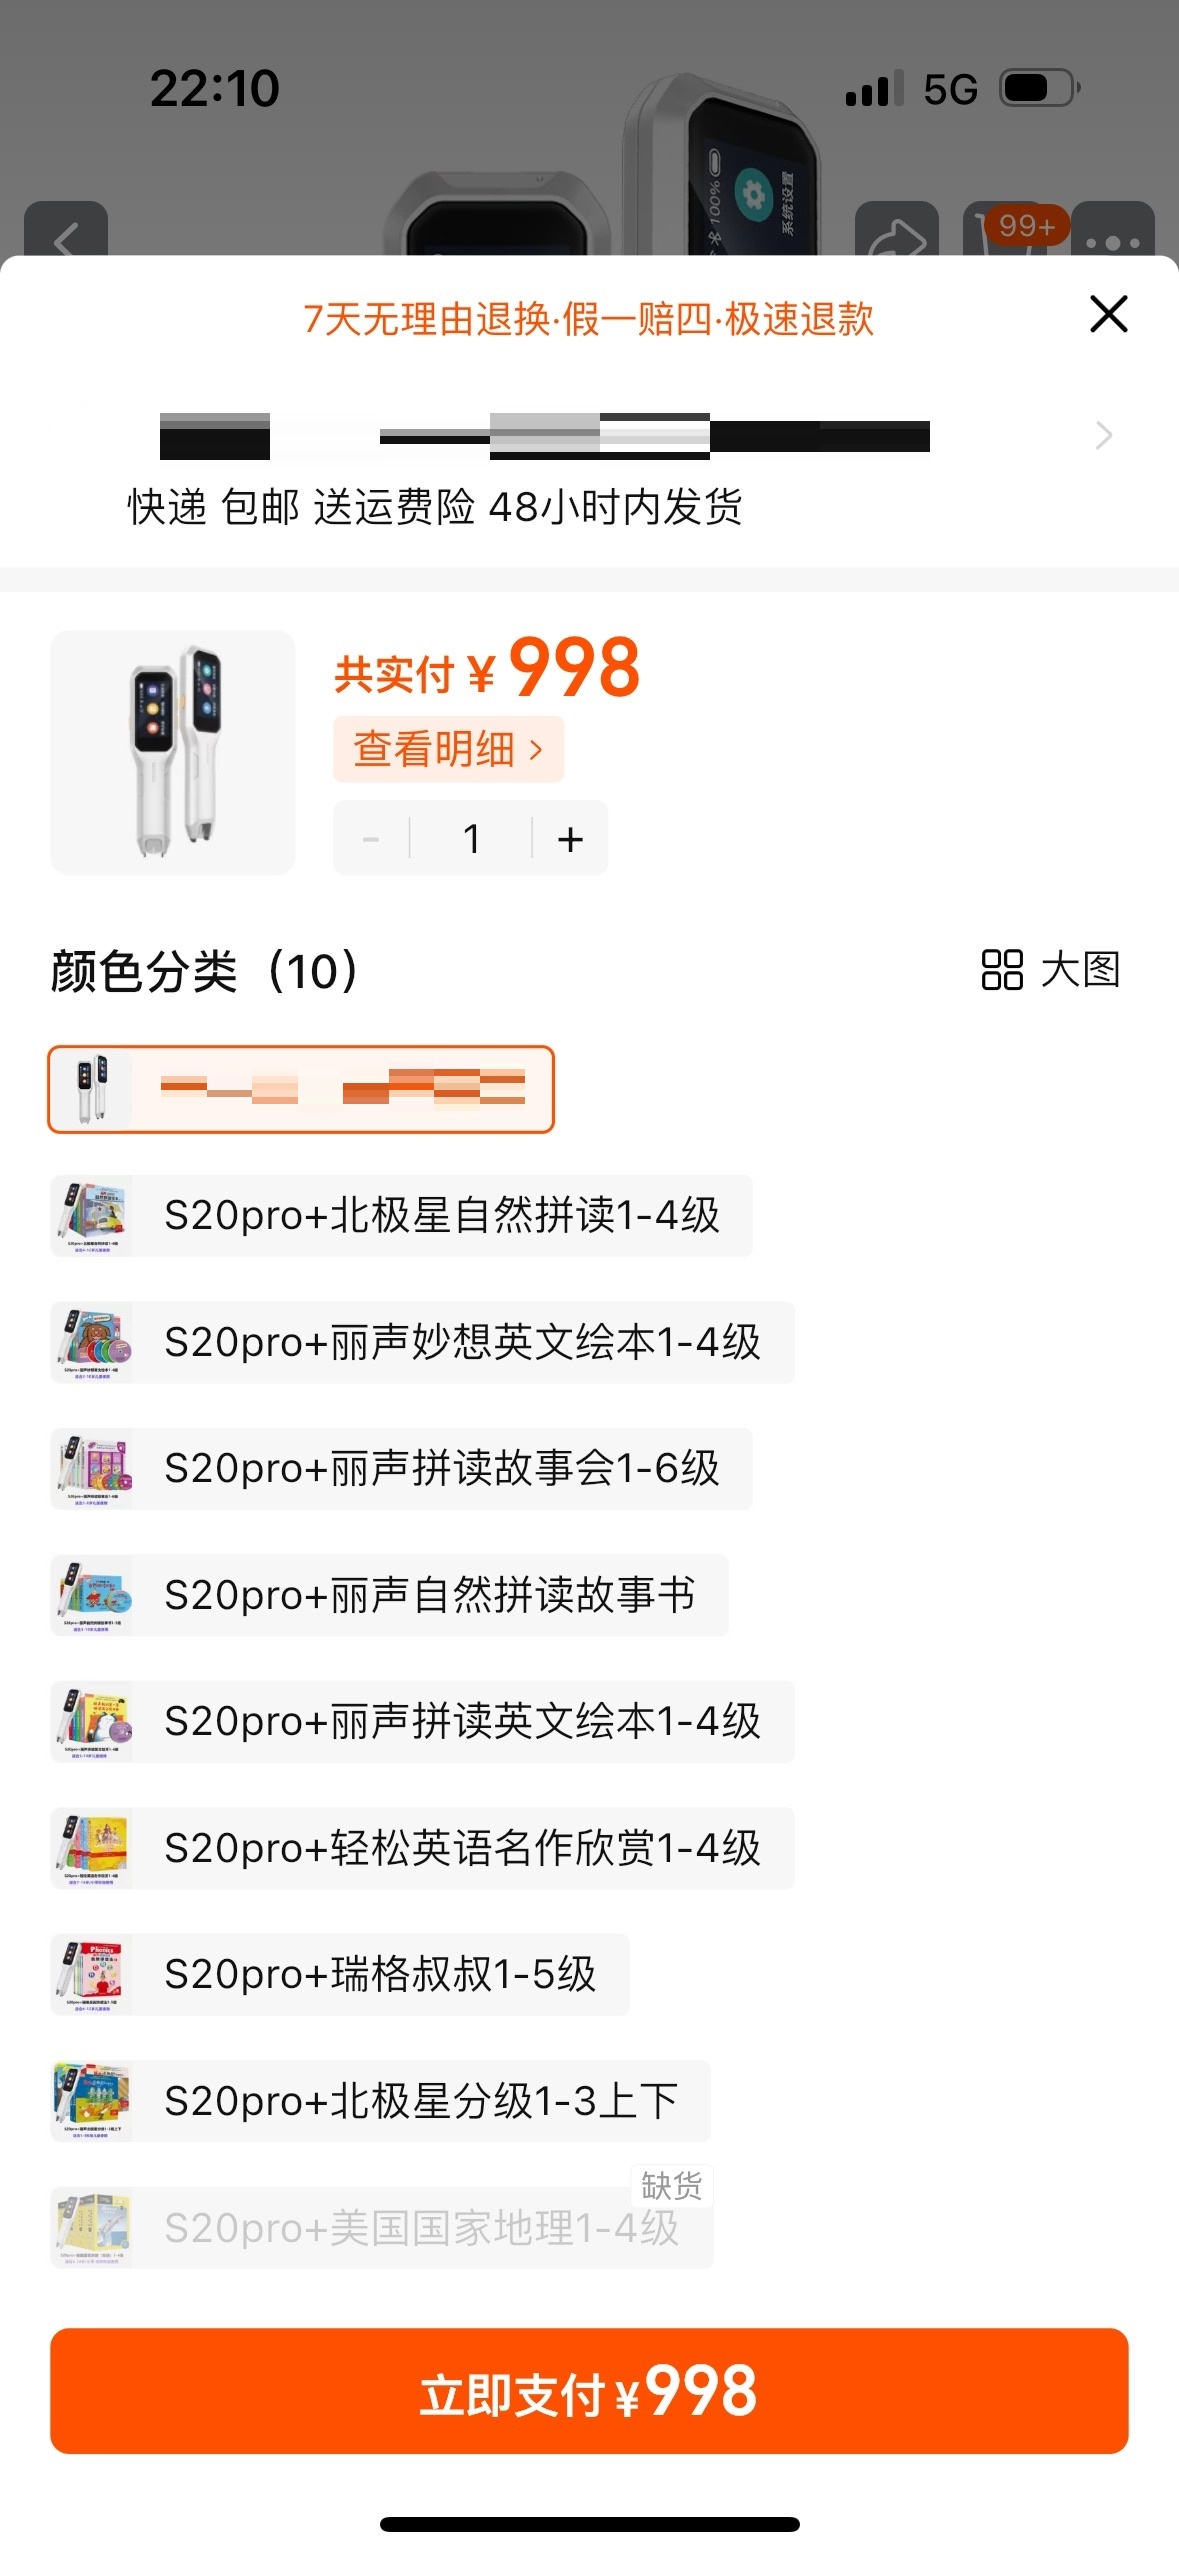 22:10
5G
100%
系统设置
99+
7天无理由退换·假一赔四·极速退款
快递 包邮 送运费险 48小时内发货
共实付 ¥998
查看明细 >
- 1 +
颜色分类（10）
大图
S20pro+北极星自然拼读1-4级
S20pro+丽声妙想英文绘本1-4级
S20pro+丽声拼读故事会1-6级
S20pro+丽声自然拼读故事书
S20pro+丽声拼读英文绘本1-4级
S20pro+轻松英语名作欣赏1-4级
S20pro+瑞格叔叔1-5级
S20pro+北极星分级1-3上下
缺货
S20pro+美国国家地理1-4级
立即支付 ¥998